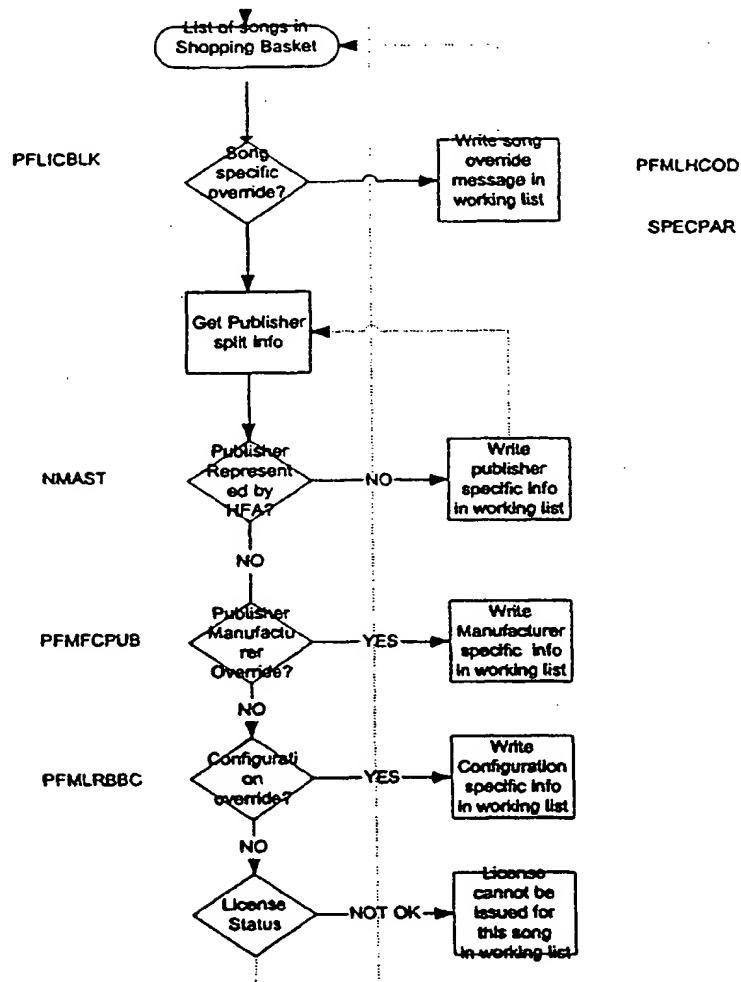 List of songs in
Shopping Basket
PFLICBLK
Song
specific
override?
Write song
override
message in
working list
PFMLHCOD
SPECPAR
Get Publisher
split info
NMAST
Publisher
Represent
ed by
HFA?
NO
Write
publisher
specific info
in working list
NO
PFMFCPUB
Publisher
Manufactu
rer
Override?
YES
Write
Manufacturer
specific info
in working list
NO
PFMLRBBC
Configurati
on
override?
YES
Write
Configuration
specific info
in working list
NO
License
Status
NOT OK
License
cannot be
issued for
this song
in working list